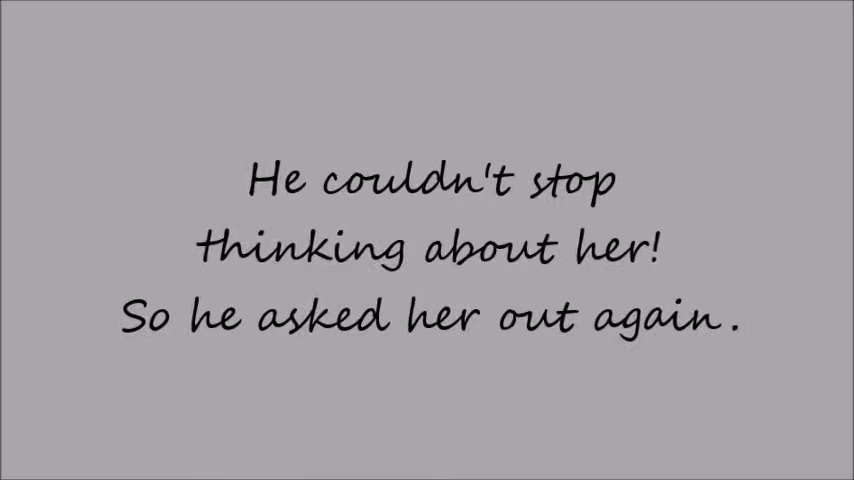 He couldn't stop
thinking about her!
So he asked her out again.